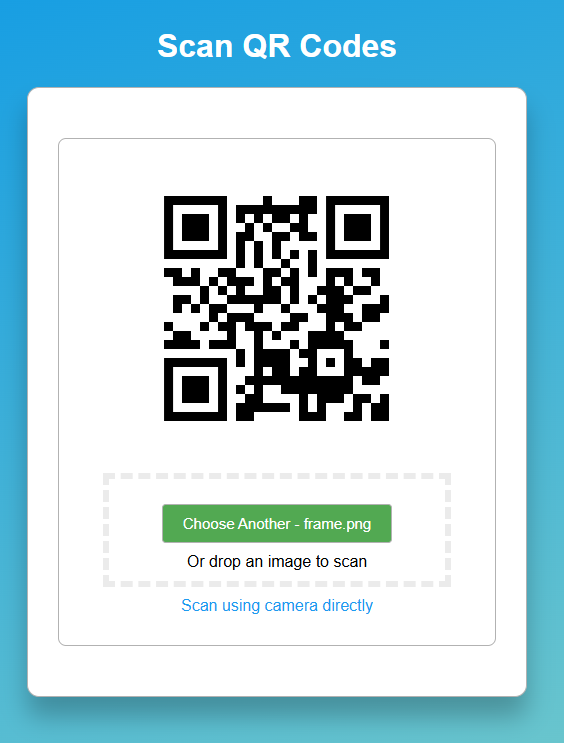 Scan QR Codes
Choose Another - frame.png
Or drop an image to scan
Scan using camera directly